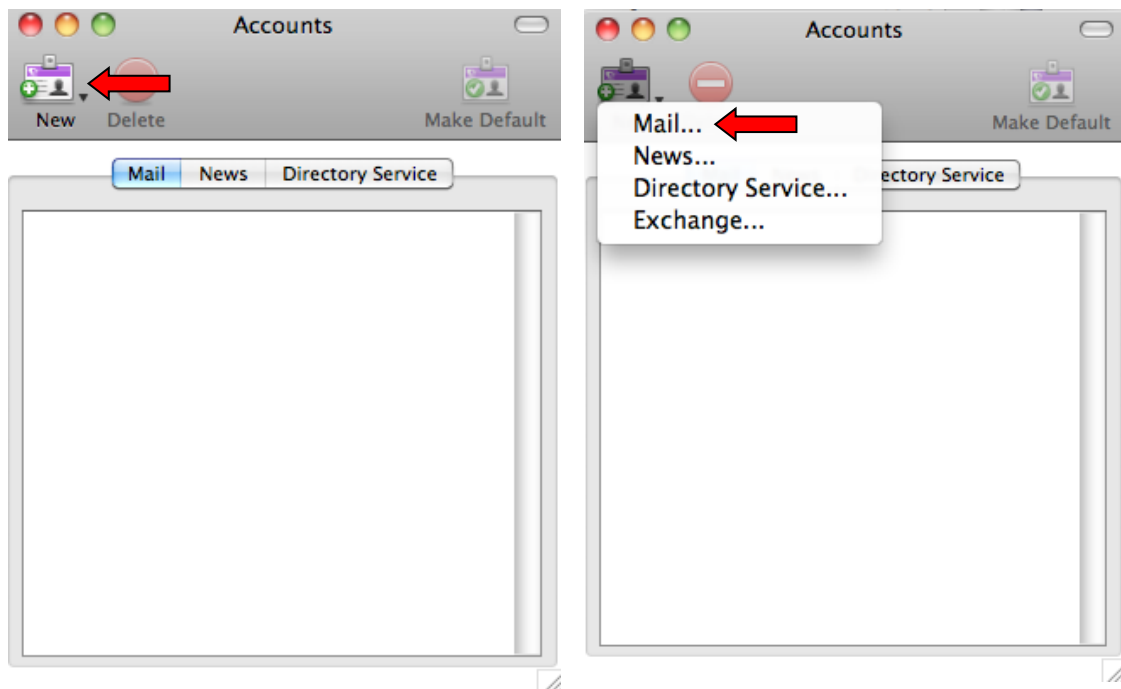 Accounts
New Delete Make Default
Mail News Directory Service
Accounts
Make Default
Mail...
News...
Directory Service...
Exchange...
ectory Service